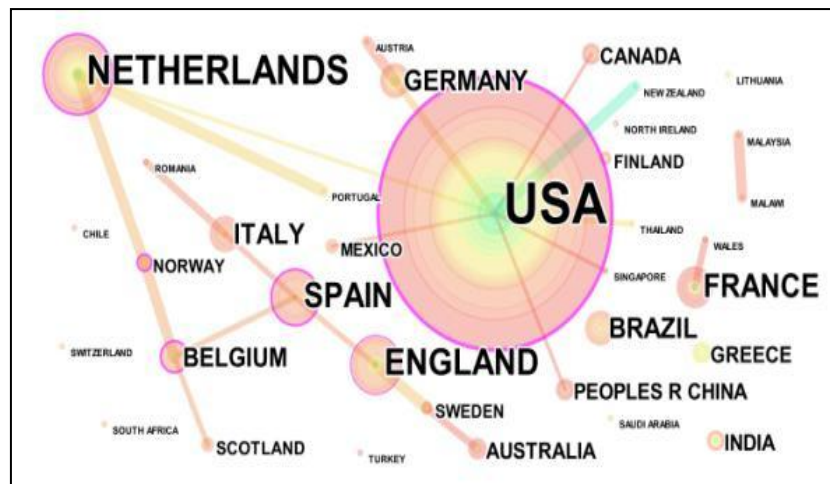 AUSTRIA
NETHERLANDS
GERMANY
CANADA
LITHUANIA
NEW ZEALAND
NORTH IRELAND
MALAYSIA
FINLAND
ROMANIA
PORTUGAL
USA
MALAWI
CHILE
ITALY
MEXICO
THAILAND
WALES
NORWAY
SINGAPORE
SPAIN
FRANCE
BRAZIL
SWITZERLAND
BELGIUM
ENGLAND
GREECE
PEOPLES R CHINA
SWEDEN
SAUDI ARABIA
SOUTH AFRICA
SCOTLAND
AUSTRALIA
INDIA
TURKEY